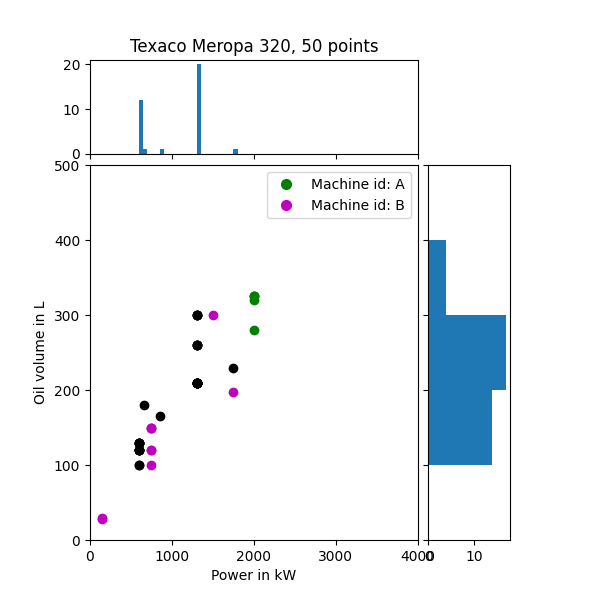 Texaco Meropa 320, 50 points
20
10
0
500
400
300
200
100
0
Machine id: A
Machine id: B
Oil volume in L
0 1000 2000 3000 4000
0 10
Power in kW